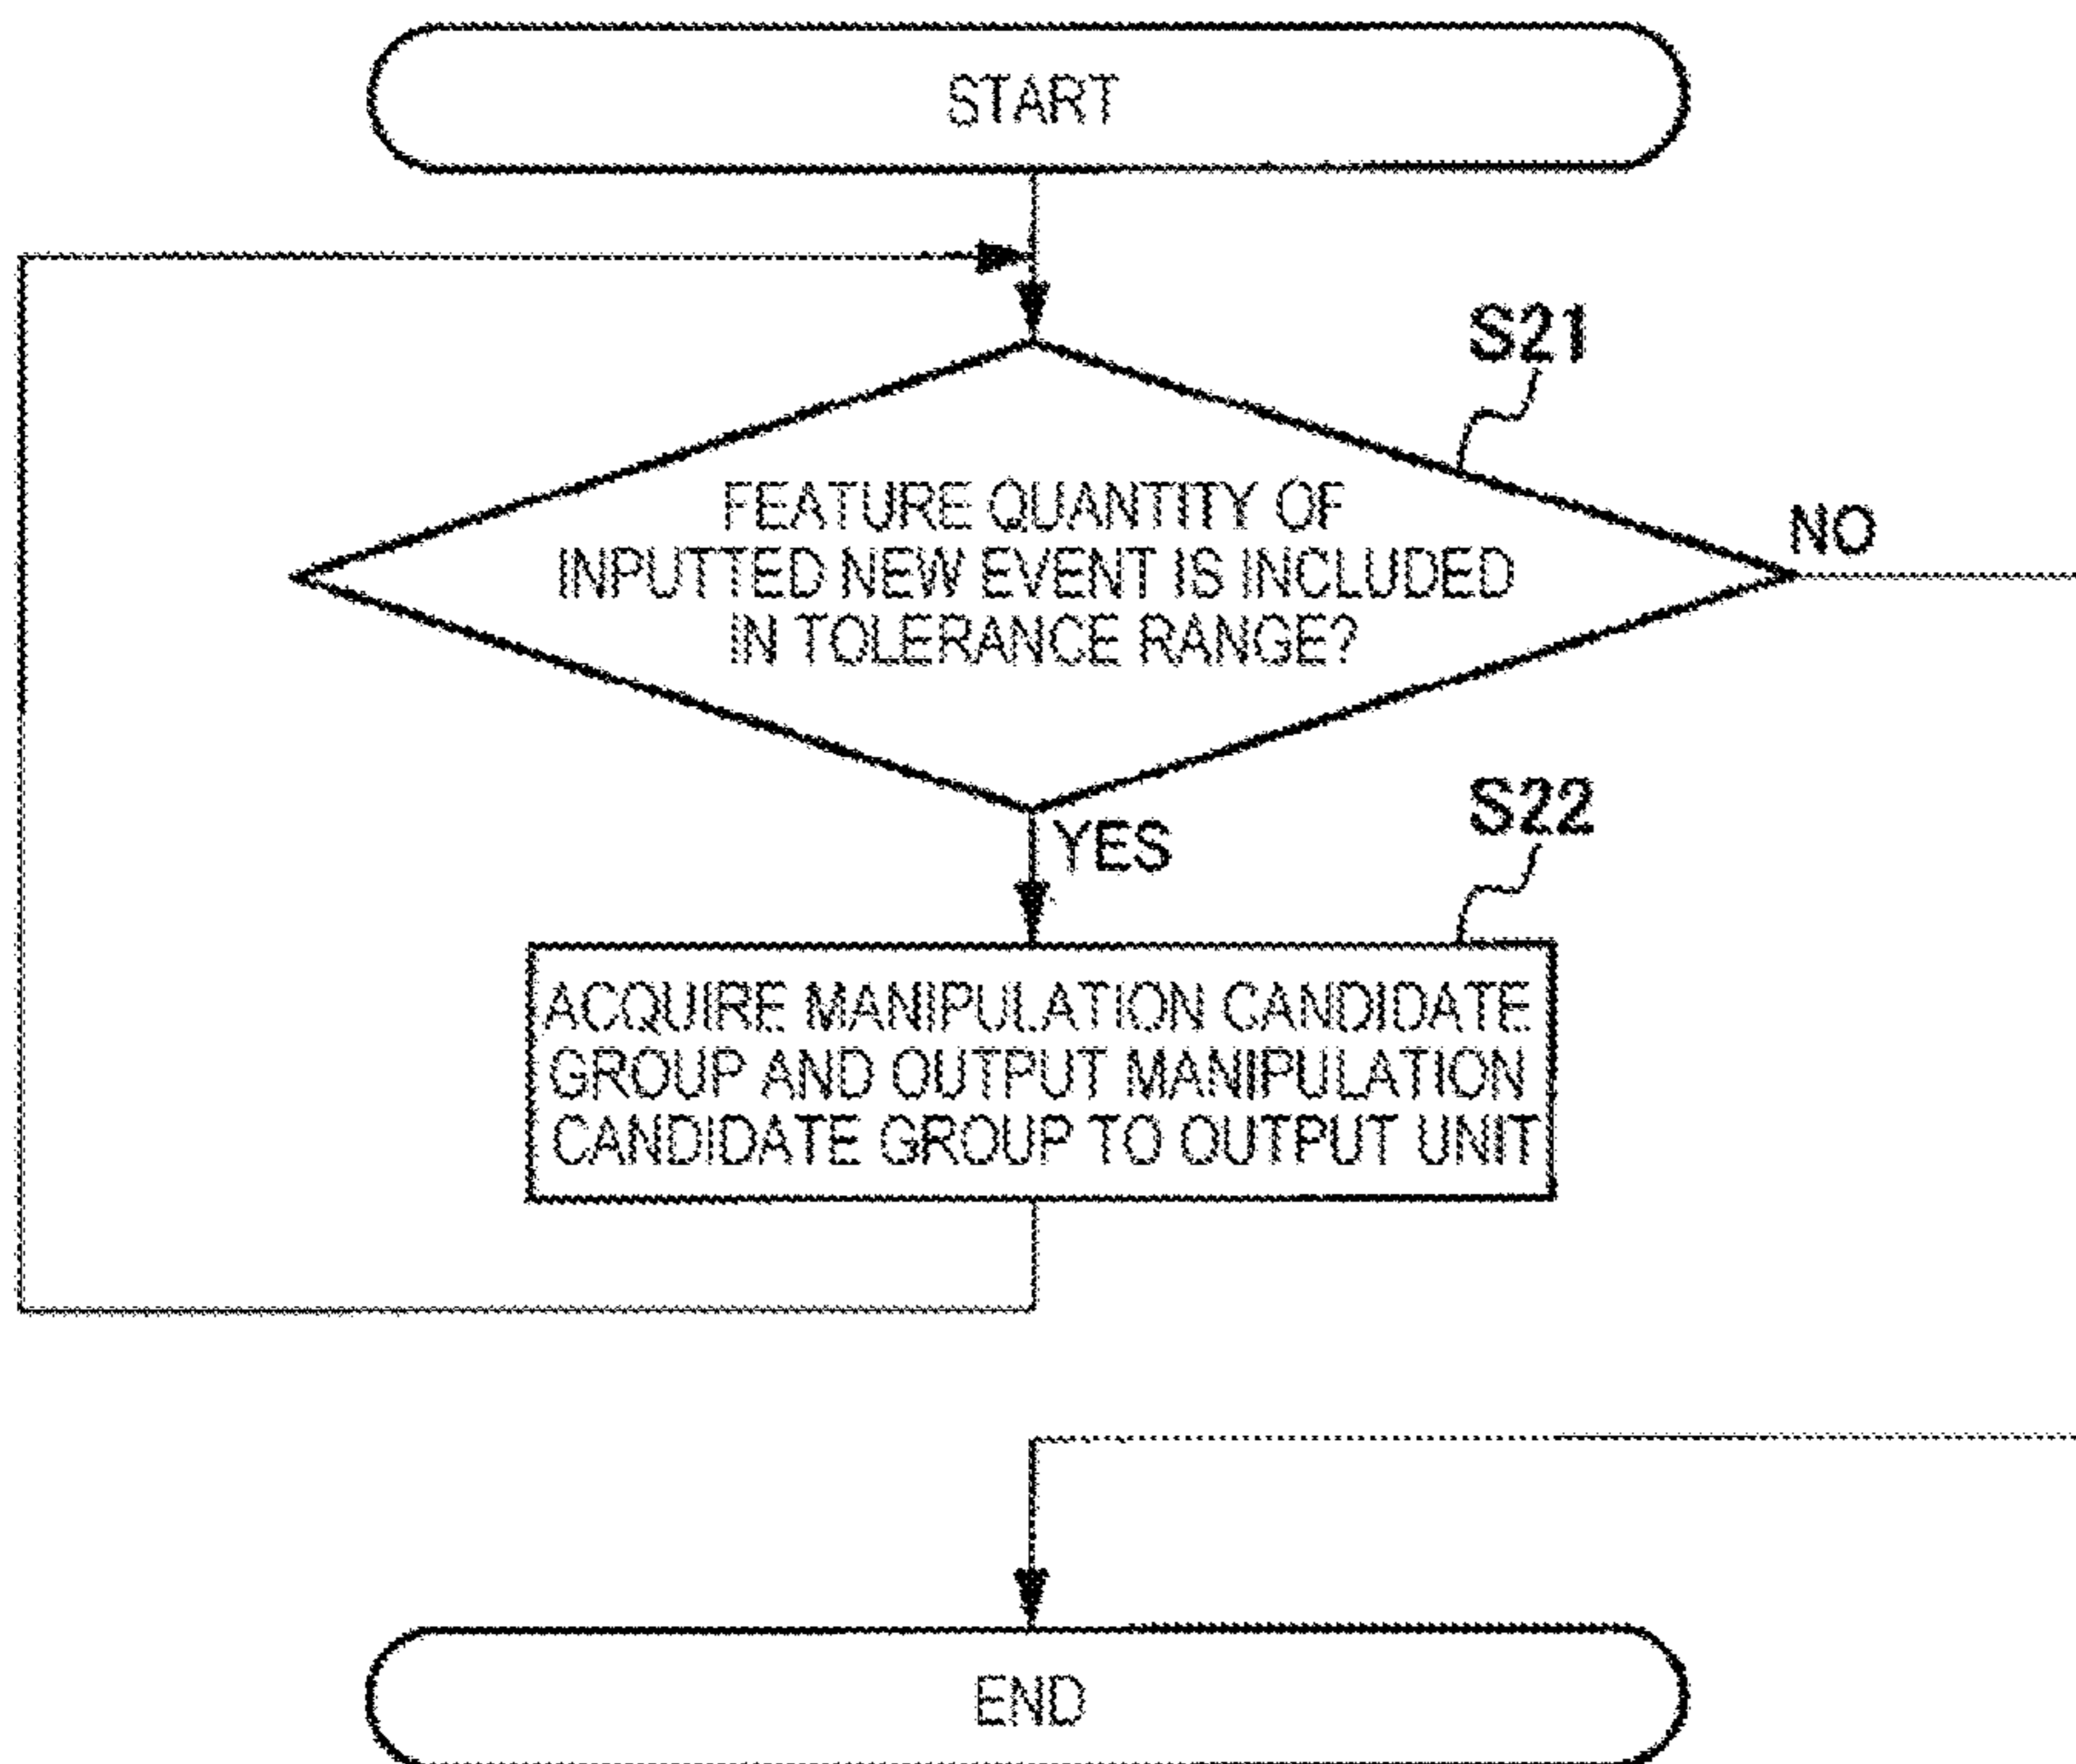 START
S21
FEATURE QUANTITY OF
INPUTTED NEW EVENT IS INCLUDED
IN TOLERANCE RANGE?
NO
YES
S22
ACQUIRE MANIPULATION CANDIDATE
GROUP AND OUTPUT MANIPULATION
CANDIDATE GROUP TO OUTPUT UNIT
END